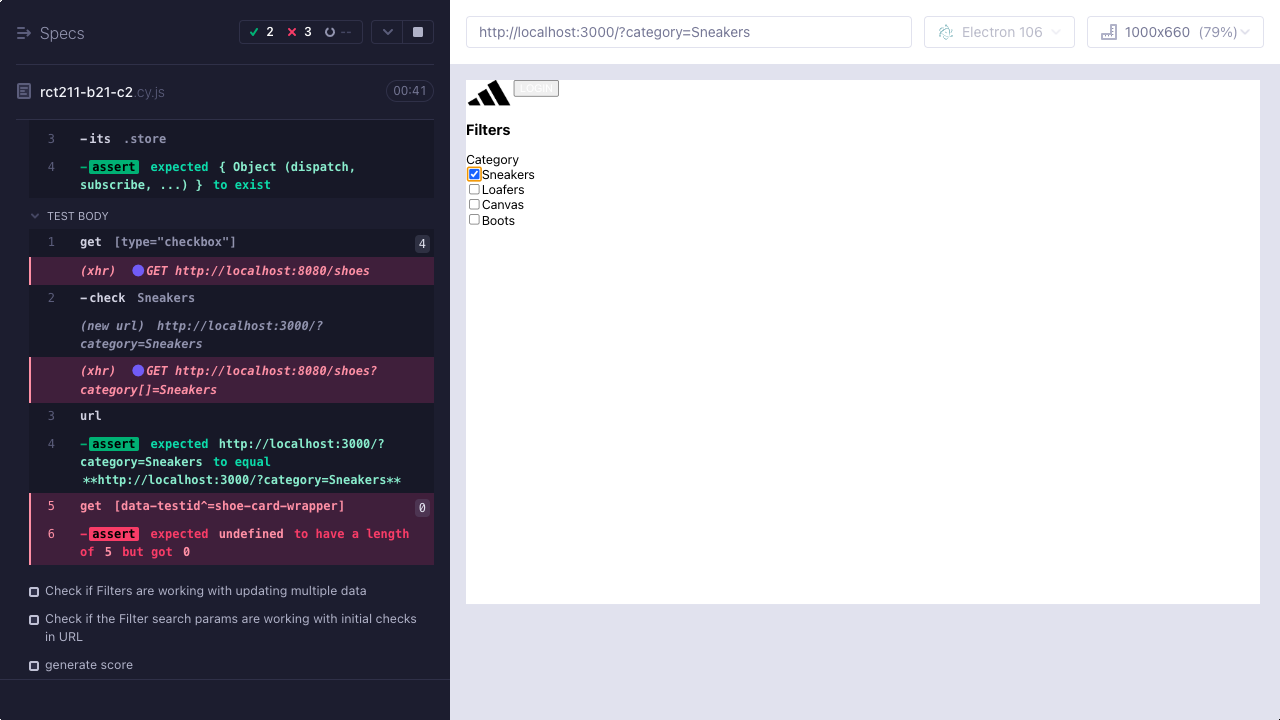 Specs
2
3
--
rct211-b21-c2.cy.js
00:41
3 -its .store
4 -assert expected { Object (dispatch,
subscribe, ...) } to exist
TEST BODY
1 get [type="checkbox"] 4
(xhr) GET http://localhost:8080/shoes
2 -check Sneakers
(new url) http://localhost:3000/?
category=Sneakers
(xhr) GET http://localhost:8080/shoes?
category[]=Sneakers
3 url
4 -assert expected http://localhost:3000/?
category=Sneakers to equal
**http://localhost:3000/?category=Sneakers**
5 get [data-testid^=shoe-card-wrapper] 0
6 -assert expected undefined to have a length
of 5 but got 0
Check if Filters are working with updating multiple data
Check if the Filter search params are working with initial checks
in URL
generate score
http://localhost:3000/?category=Sneakers
Electron 106
1000x660 (79%)
LOGIN
Filters
Category
Sneakers
Loafers
Canvas
Boots